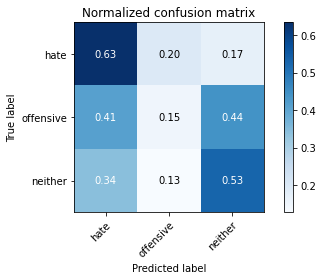 Normalized confusion matrix
True label
hate
0.63 0.20 0.17
offensive
0.41 0.15 0.44
neither
0.34 0.13 0.53
hate offensive neither
Predicted label
0.6
0.5
0.4
0.3
0.2